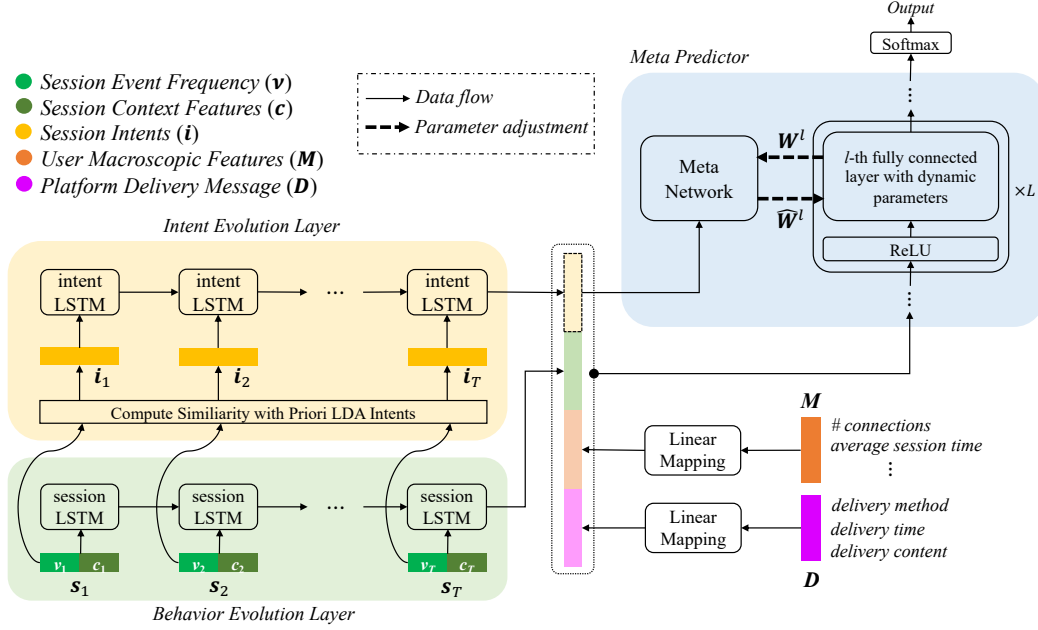 Output
Softmax
Meta Predictor
...
Session Event Frequency (v)
Session Context Features (c)
Session Intents (i)
User Macroscopic Features (M)
Platform Delivery Message (D)
Data flow
Parameter adjustment
Meta
Network
W^l
Ŵ^l
l-th fully connected
layer with dynamic
parameters
×L
ReLU
...
Intent Evolution Layer
intent
LSTM
intent
LSTM
...
intent
LSTM
i_1
i_2
i_T
Compute Similiarity with Priori LDA Intents
session
LSTM
session
LSTM
...
session
LSTM
v_1 c_1
v_2 c_2
v_T c_T
s_1
s_2
s_T
Behavior Evolution Layer
Linear
Mapping
M
# connections
average session time
...
Linear
Mapping
delivery method
delivery time
delivery content
D